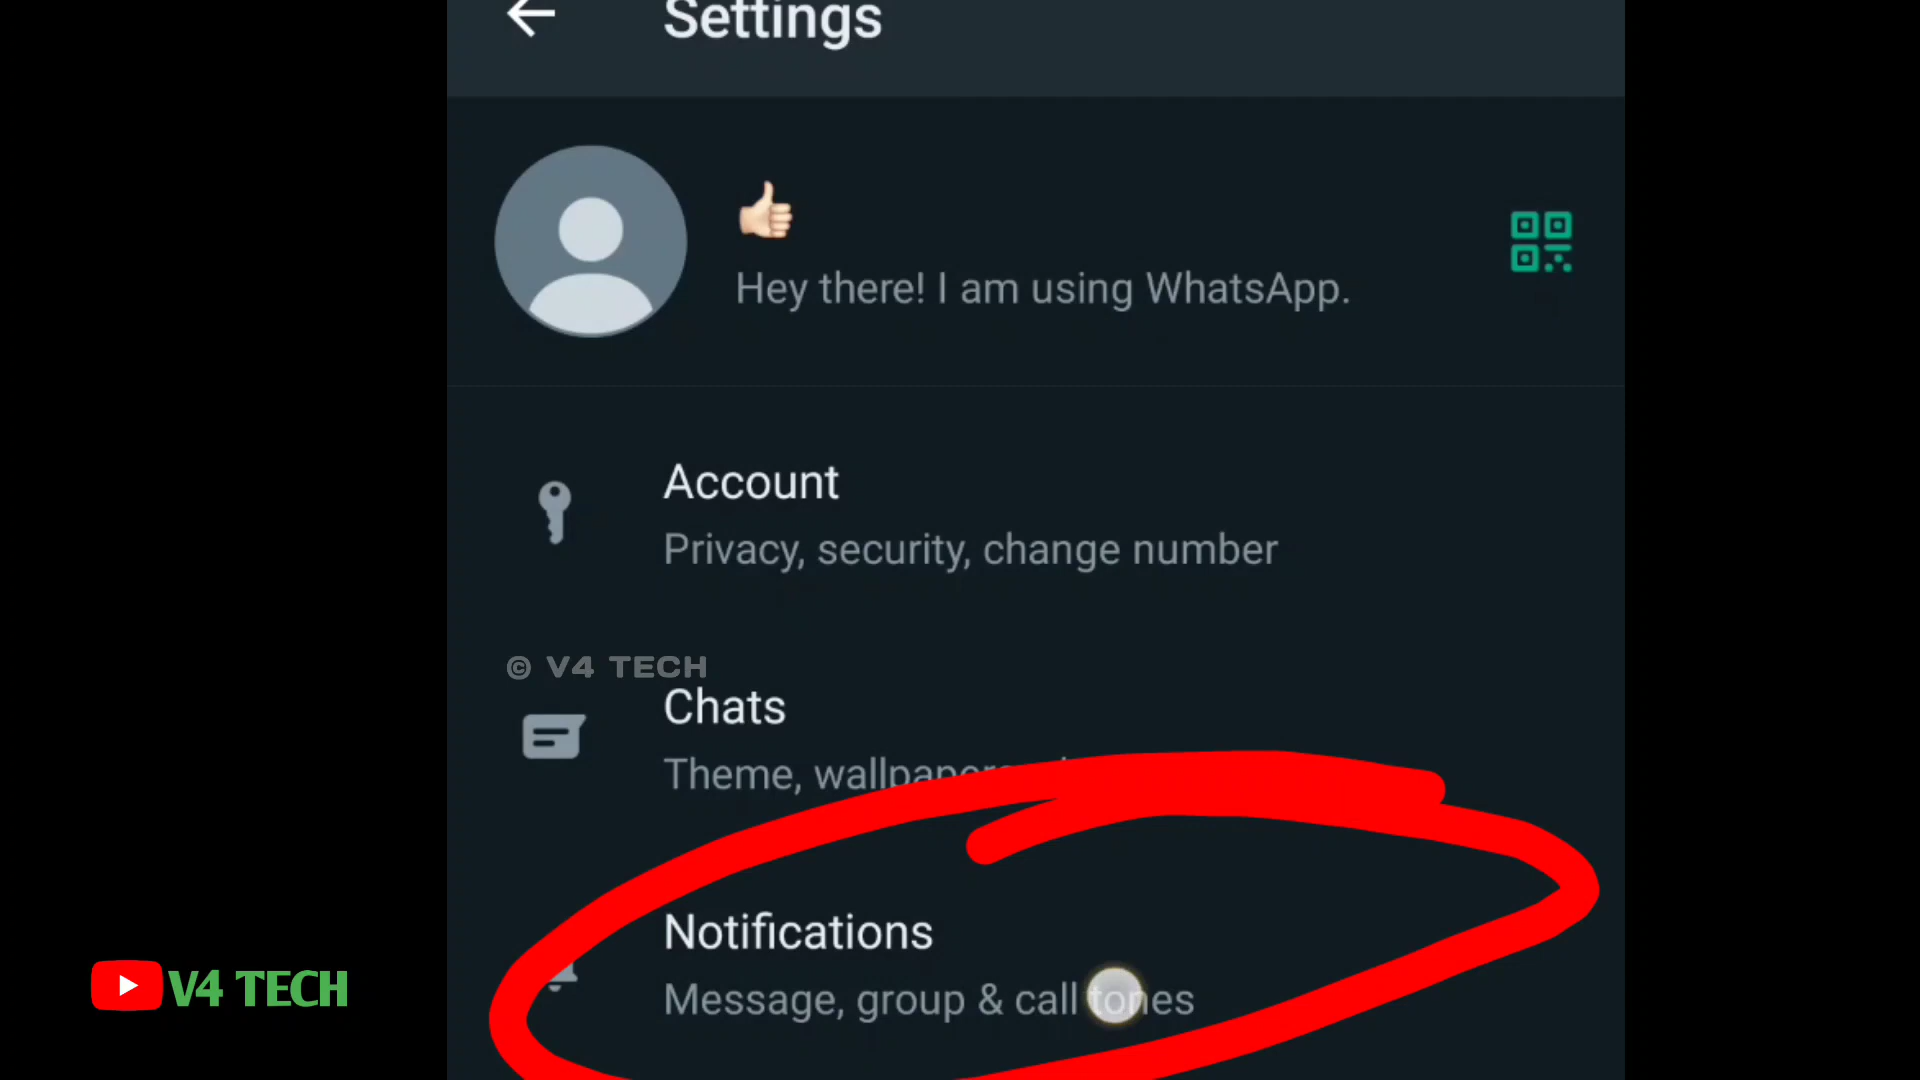 Settings
👍🏻
Hey there! I am using WhatsApp.
Account
Privacy, security, change number
© V4 TECH
Chats
Theme, wallpapers,
Notifications
Message, group & call tones
V4 TECH